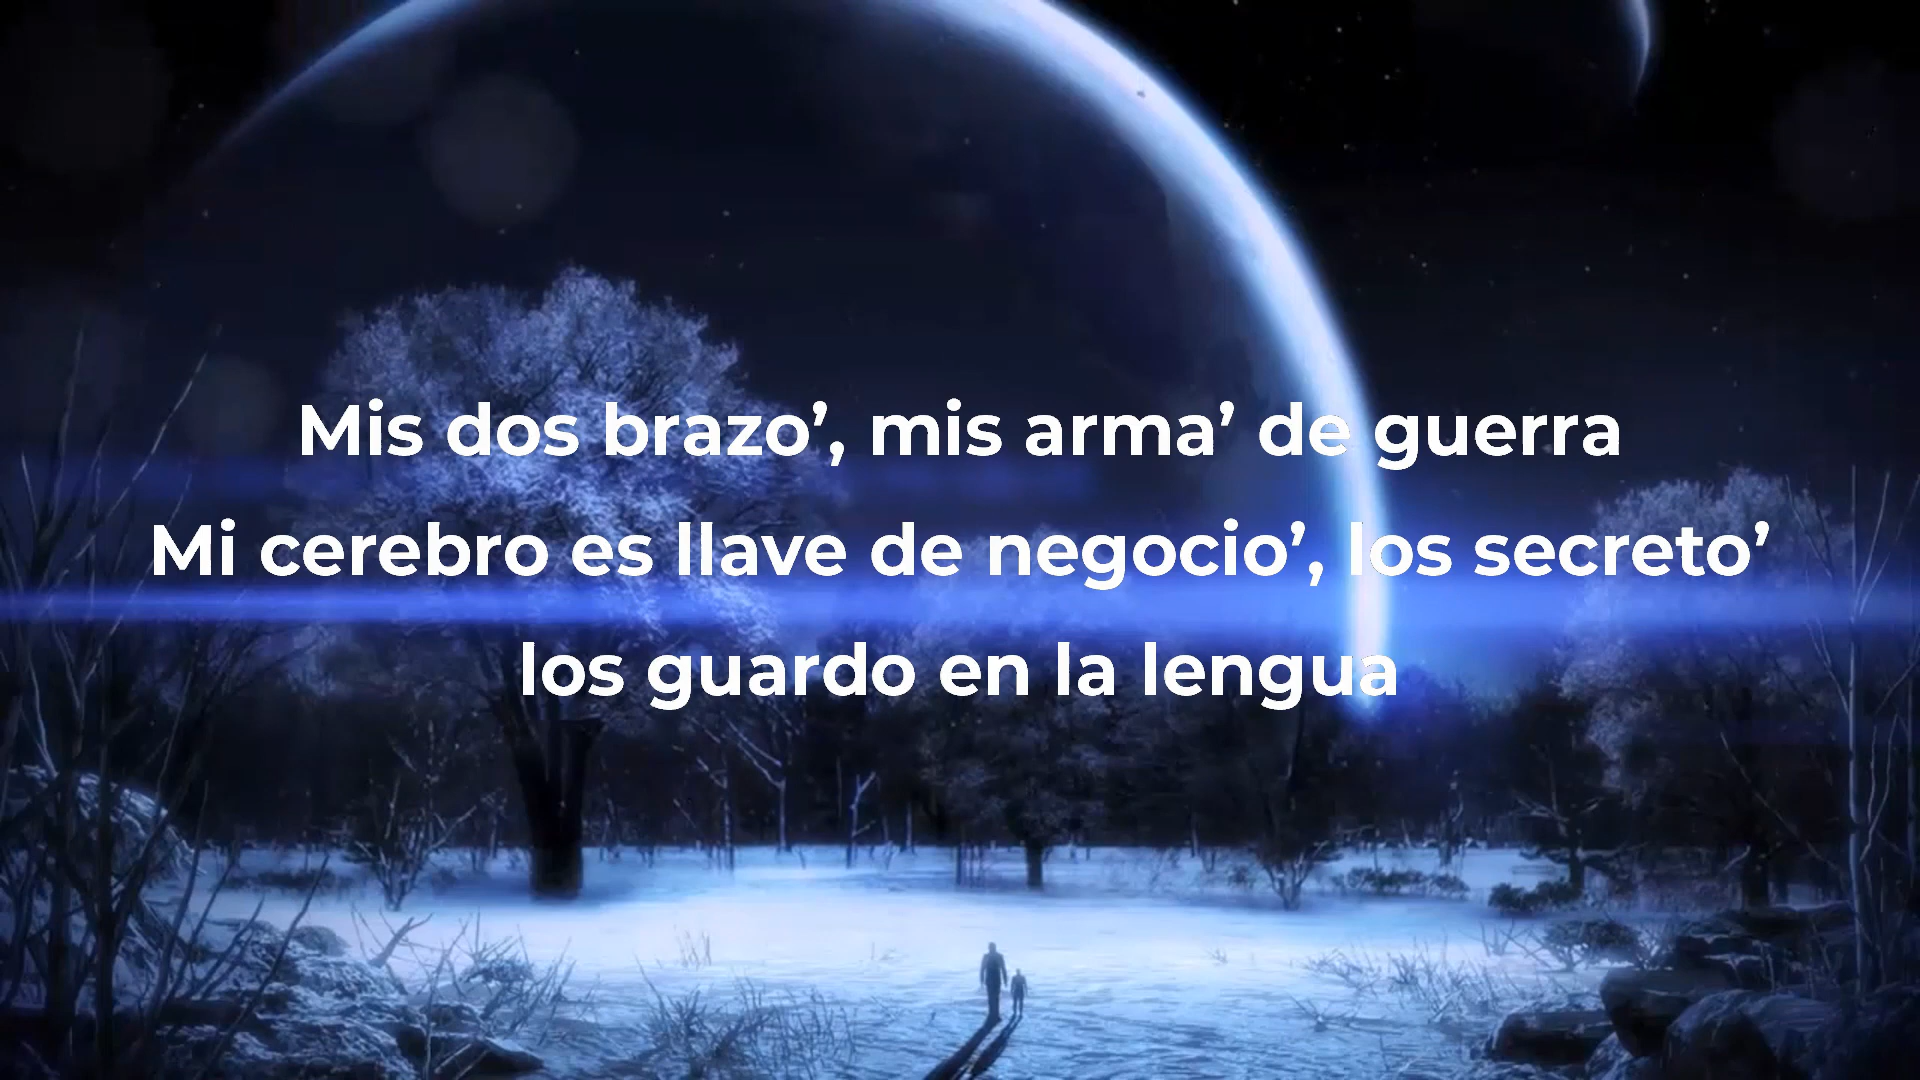 Mis dos brazo’, mis arma’ de guerra
Mi cerebro es llave de negocio’, los secreto’
los guardo en la lengua